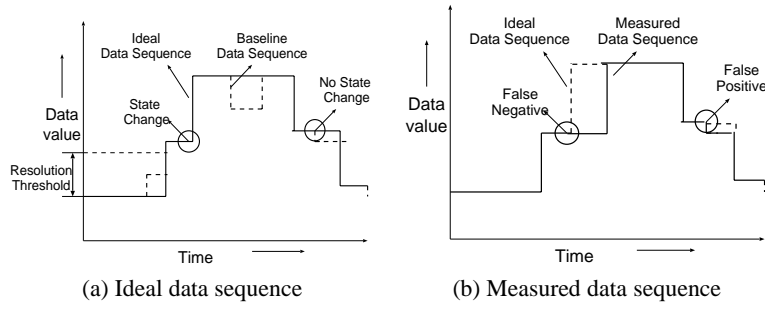 Ideal
Data Sequence
Baseline
Data Sequence
No State
Change
State
Change
Data
value
Resolution
Threshold
Time
(a) Ideal data sequence
Ideal
Data Sequence
Measured
Data Sequence
False
Negative
False
Positive
Data
value
Time
(b) Measured data sequence